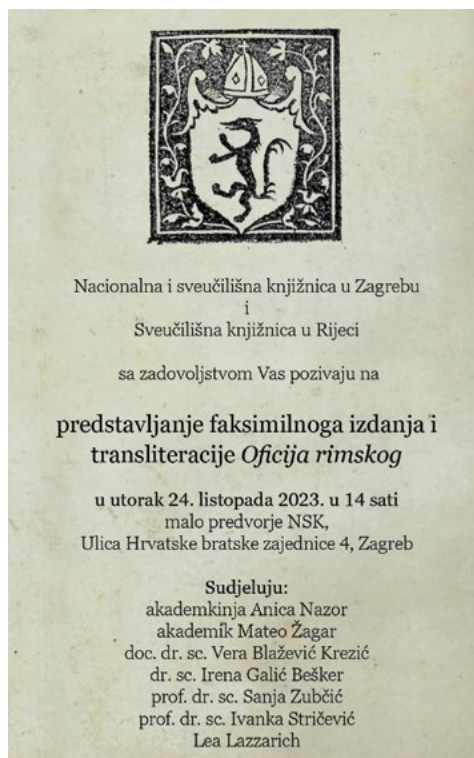 Nacionalna i sveučilišna knjižnica u Zagrebu
i
Sveučilišna knjižnica u Rijeci
sa zadovoljstvom Vas pozivaju na
predstavljanje faksimilnoga izdanja i
transliteracije Oficija rimskog
u utorak 24. listopada 2023. u 14 sati
malo predvorje NSK,
Ulica Hrvatske bratske zajednice 4, Zagreb
Sudjeluju:
akademkinja Anica Nazor
akademik Mateo Žagar
doc. dr. sc. Vera Blažević Krezić
dr. sc. Irena Galić Bešker
prof. dr. sc. Sanja Zubčić
prof. dr. sc. Ivanka Stričević
Lea Lazzarich